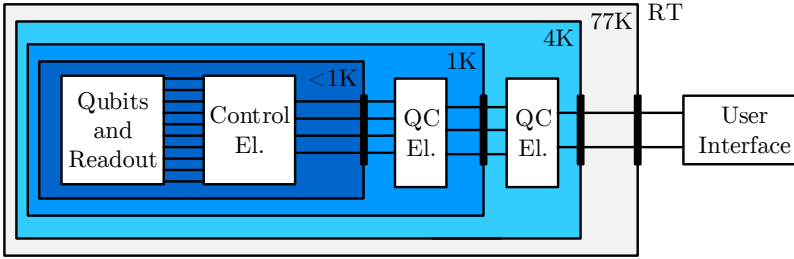 RT
77K
4K
1K
<1K
Qubits
and
Readout
Control
El.
QC
El.
QC
El.
User
Interface